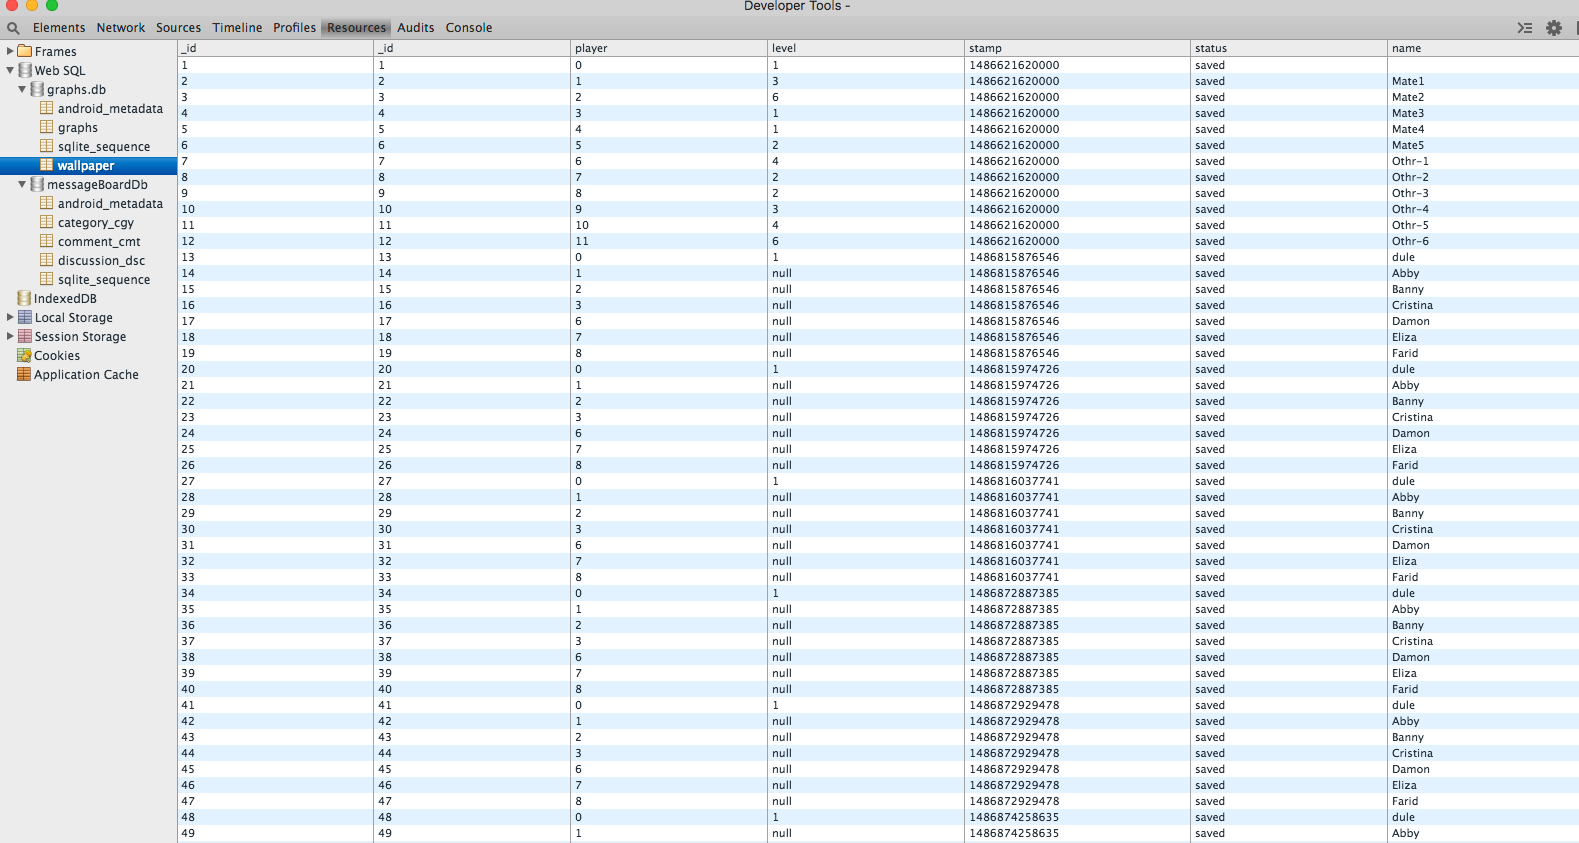 Developer Tools -
Elements Network Sources Timeline Profiles Resources Audits Console
Frames
Web SQL
graphs.db
android_metadata
graphs
sqlite_sequence
wallpaper
messageBoardDb
android_metadata
category_cgy
comment_cmt
discussion_dsc
sqlite_sequence
IndexedDB
Local Storage
Session Storage
Cookies
Application Cache
_id _id player level stamp status name
1 1 0 1 1486621620000 saved
2 2 1 3 1486621620000 saved Mate1
3 3 2 6 1486621620000 saved Mate2
4 4 3 1 1486621620000 saved Mate3
5 5 4 1 1486621620000 saved Mate4
6 6 5 2 1486621620000 saved Mate5
7 7 6 4 1486621620000 saved Othr-1
8 8 7 2 1486621620000 saved Othr-2
9 9 8 2 1486621620000 saved Othr-3
10 10 9 3 1486621620000 saved Othr-4
11 11 10 4 1486621620000 saved Othr-5
12 12 11 6 1486621620000 saved Othr-6
13 13 0 1 1486815876546 saved dule
14 14 1 null 1486815876546 saved Abby
15 15 2 null 1486815876546 saved Banny
16 16 3 null 1486815876546 saved Cristina
17 17 6 null 1486815876546 saved Damon
18 18 7 null 1486815876546 saved Eliza
19 19 8 null 1486815876546 saved Farid
20 20 0 1 1486815974726 saved dule
21 21 1 null 1486815974726 saved Abby
22 22 2 null 1486815974726 saved Banny
23 23 3 null 1486815974726 saved Cristina
24 24 6 null 1486815974726 saved Damon
25 25 7 null 1486815974726 saved Eliza
26 26 8 null 1486815974726 saved Farid
27 27 0 1 1486816037741 saved dule
28 28 1 null 1486816037741 saved Abby
29 29 2 null 1486816037741 saved Banny
30 30 3 null 1486816037741 saved Cristina
31 31 6 null 1486816037741 saved Damon
32 32 7 null 1486816037741 saved Eliza
33 33 8 null 1486816037741 saved Farid
34 34 0 1 1486872887385 saved dule
35 35 1 null 1486872887385 saved Abby
36 36 2 null 1486872887385 saved Banny
37 37 3 null 1486872887385 saved Cristina
38 38 6 null 1486872887385 saved Damon
39 39 7 null 1486872887385 saved Eliza
40 40 8 null 1486872887385 saved Farid
41 41 0 1 1486872929478 saved dule
42 42 1 null 1486872929478 saved Abby
43 43 2 null 1486872929478 saved Banny
44 44 3 null 1486872929478 saved Cristina
45 45 6 null 1486872929478 saved Damon
46 46 7 null 1486872929478 saved Eliza
47 47 8 null 1486872929478 saved Farid
48 48 0 1 1486874258635 saved dule
49 49 1 null 1486874258635 saved Abby